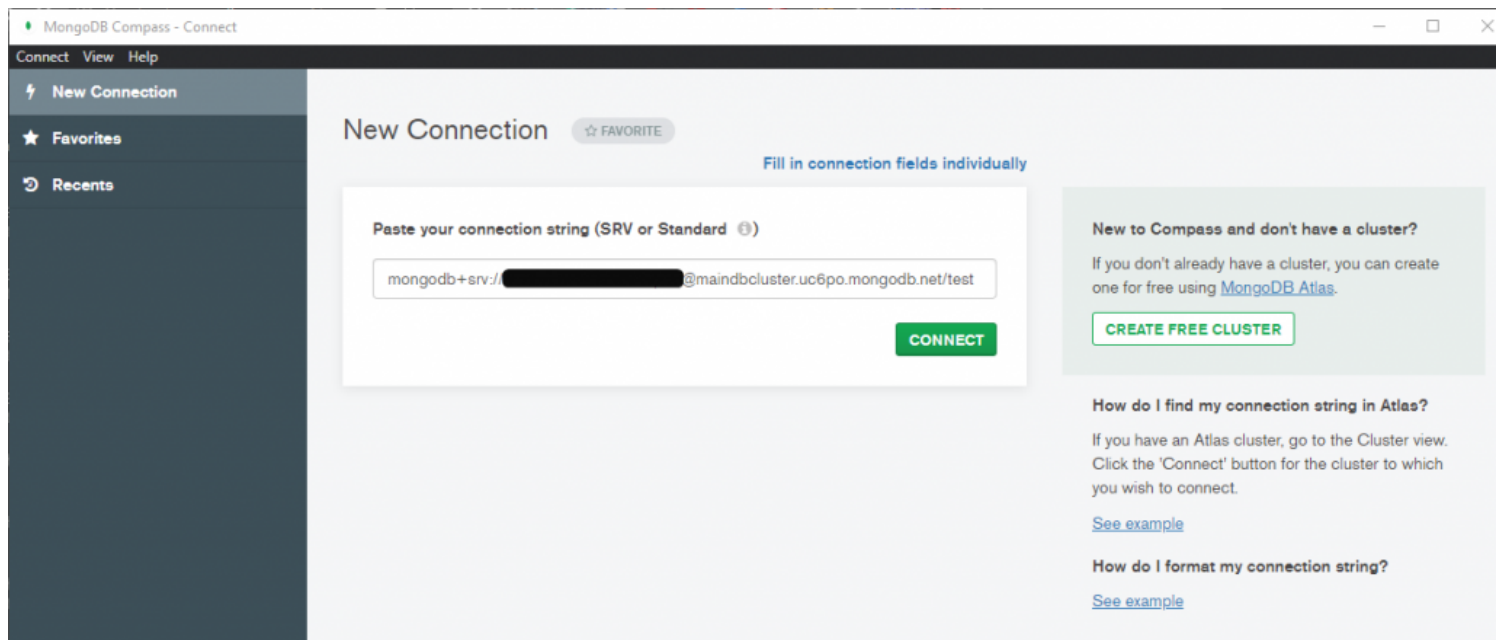 MongoDB Compass - Connect
Connect View Help
New Connection
Favorites
Recents
New Connection
FAVORITE
Fill in connection fields individually
Paste your connection string (SRV or Standard )
mongodb+srv://
@maindbcluster.uc6po.mongodb.net/test
CONNECT
New to Compass and don't have a cluster?
If you don't already have a cluster, you can create
one for free using MongoDB Atlas.
CREATE FREE CLUSTER
How do I find my connection string in Atlas?
If you have an Atlas cluster, go to the Cluster view.
Click the 'Connect' button for the cluster to which
you wish to connect.
See example
How do I format my connection string?
See example